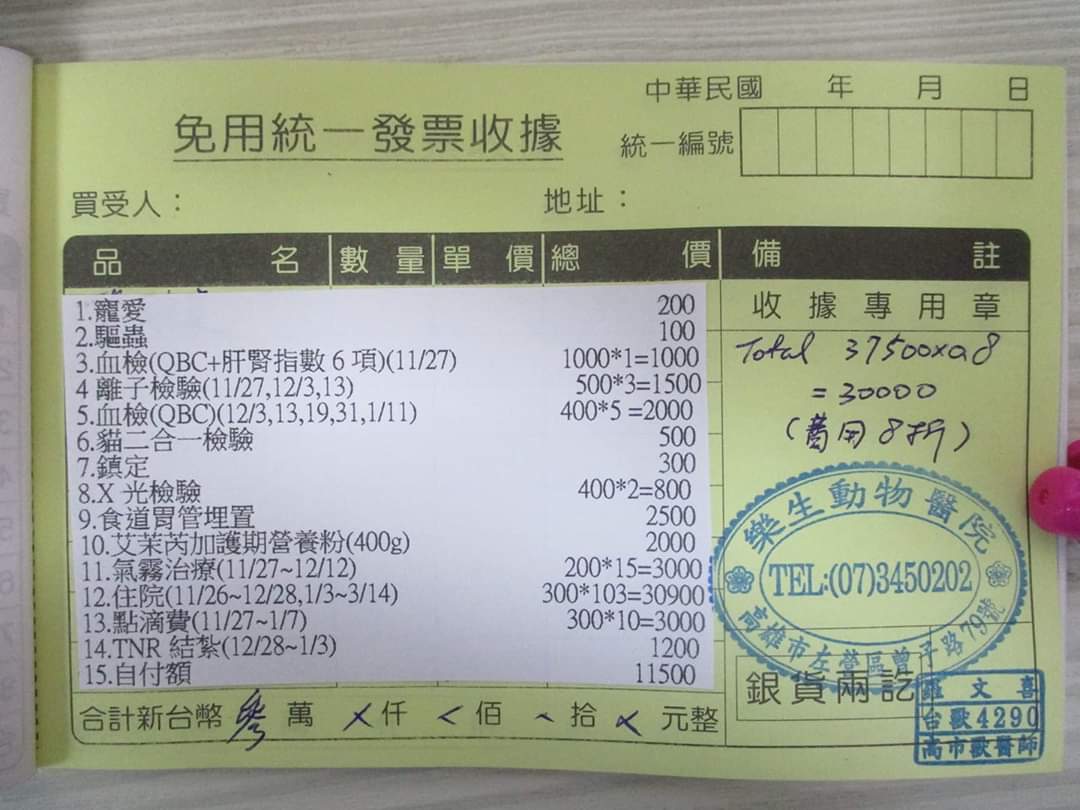 中華民國 年 月 日
免用統一發票收據
統一編號
買受人： 地址：
品名 數量 單價 總價 備註
收據專用章
1.寵愛 200
2.驅蟲 100
3.血檢(QBC+肝腎指數 6 項)(11/27) 1000*1=1000
4 離子檢驗(11/27,12/3,13) 500*3=1500
5.血檢(QBC)(12/3,13,19,31,1/11) 400*5 =2000
6.貓二合一檢驗 500
7.鎮定 300
8.X 光檢驗 400*2=800
9.食道胃管埋置 2500
10.艾茉芮加護期營養粉(400g) 2000
11.氣霧治療(11/27~12/12) 200*15=3000
12.住院(11/26~12/28,1/3~3/14) 300*103=30900
13.點滴費(11/27~1/7) 300*10=3000
14.TNR 結紮(12/28~1/3) 1200
15.自付額 11500
Total 37500x0.8
=30000
(費用8折)
樂生動物醫院
TEL:(07)3450202
高雄市左營區曾子路79號
銀貨兩訖
羅文喜
台獸4290
高市獸醫師
合計新台幣 參 萬 仟 佰 拾 元整